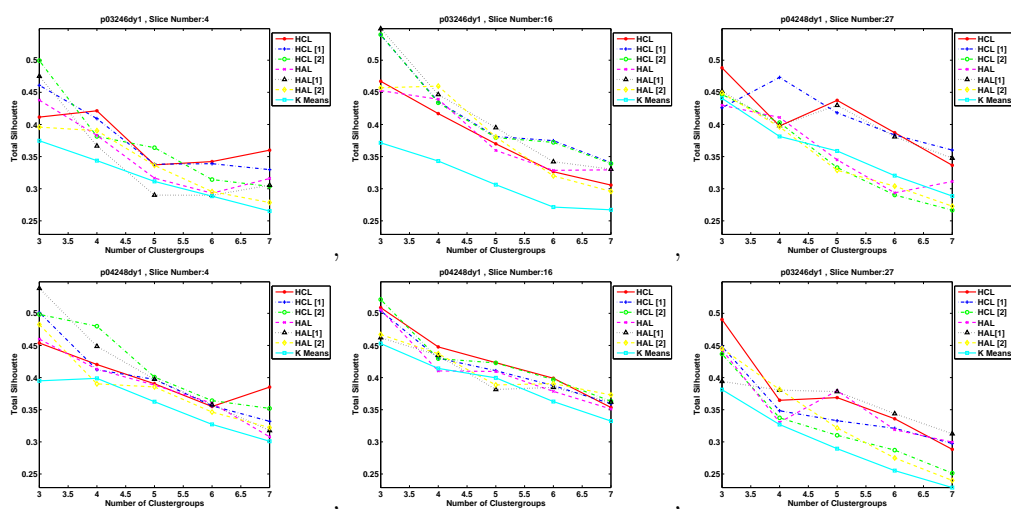 p03246dy1 , Slice Number:4
Total Silhouette
0.5
0.45
0.4
0.35
0.3
0.25
3 3.5 4 4.5 5 5.5 6 6.5 7
Number of Clustergroups
HCL
HCL [1]
HCL [2]
HAL
HAL[1]
HAL [2]
K Means
,
p03246dy1 , Slice Number:16
Total Silhouette
0.5
0.45
0.4
0.35
0.3
0.25
3 3.5 4 4.5 5 5.5 6 6.5 7
Number of Clustergroups
HCL
HCL [1]
HCL [2]
HAL
HAL[1]
HAL [2]
K Means
,
p04248dy1 , Slice Number:27
Total Silhouette
0.5
0.45
0.4
0.35
0.3
0.25
3 3.5 4 4.5 5 5.5 6 6.5 7
Number of Clustergroups
HCL
HCL [1]
HCL [2]
HAL
HAL[1]
HAL [2]
K Means
p04248dy1 , Slice Number:4
Total Silhouette
0.5
0.45
0.4
0.35
0.3
0.25
3 3.5 4 4.5 5 5.5 6 6.5 7
Number of Clustergroups
HCL
HCL [1]
HCL [2]
HAL
HAL[1]
HAL [2]
K Means
,
p04248dy1 , Slice Number:16
Total Silhouette
0.5
0.45
0.4
0.35
0.3
0.25
3 3.5 4 4.5 5 5.5 6 6.5 7
Number of Clustergroups
HCL
HCL [1]
HCL [2]
HAL
HAL[1]
HAL [2]
K Means
,
p03246dy1 , Slice Number:27
Total Silhouette
0.5
0.45
0.4
0.35
0.3
0.25
3 3.5 4 4.5 5 5.5 6 6.5 7
Number of Clustergroups
HCL
HCL [1]
HCL [2]
HAL
HAL[1]
HAL [2]
K Means